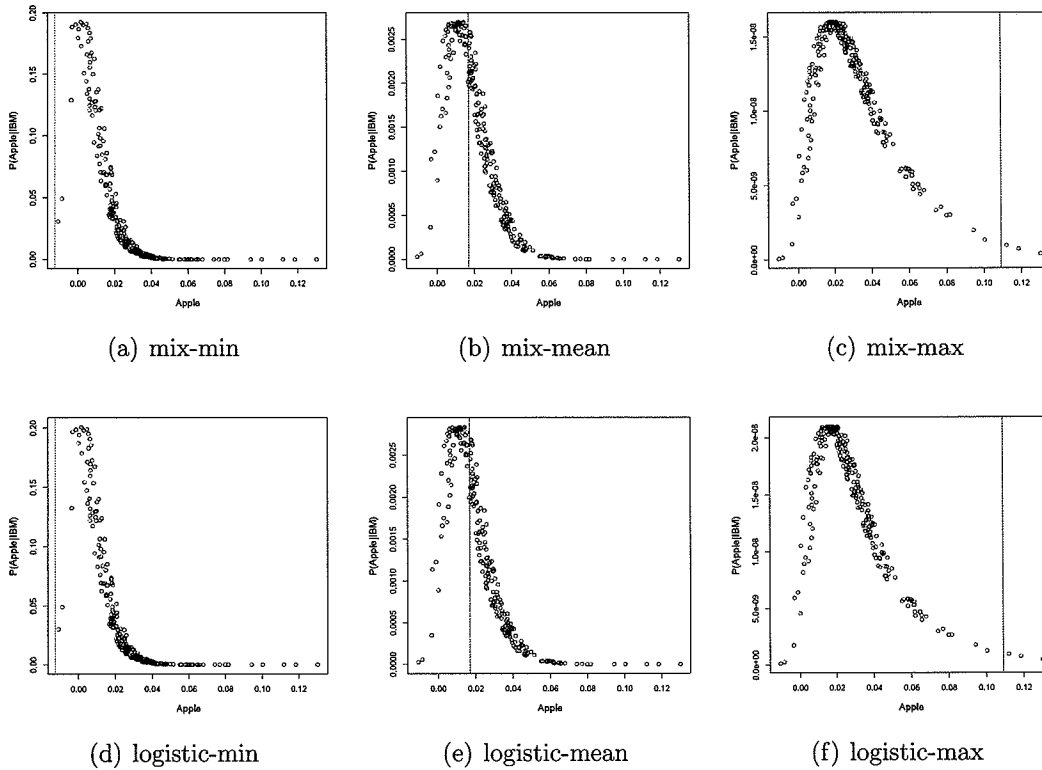 0.20
0.15
0.10
0.05
0.00
P(Apple|IBM)
0.00 0.02 0.04 0.06 0.08 0.10 0.12
Apple
(a) mix-min
0.0025
0.0020
0.0015
0.0010
0.0005
0.0000
P(Apple|IBM)
0.00 0.02 0.04 0.06 0.08 0.10 0.12
Apple
(b) mix-mean
1.5e-08
1.0e-08
5.0e-09
0.0e+00
P(Apple|IBM)
0.00 0.02 0.04 0.06 0.08 0.10 0.12
Apple
(c) mix-max
0.20
0.15
0.10
0.05
0.00
P(Apple|IBM)
0.00 0.02 0.04 0.06 0.08 0.10 0.12
Apple
(d) logistic-min
0.0025
0.0020
0.0015
0.0010
0.0005
0.0000
P(Apple|IBM)
0.00 0.02 0.04 0.06 0.08 0.10 0.12
Apple
(e) logistic-mean
2.0e-08
1.5e-08
1.0e-08
5.0e-09
0.0e+00
P(Apple|IBM)
0.00 0.02 0.04 0.06 0.08 0.10 0.12
Apple
(f) logistic-max